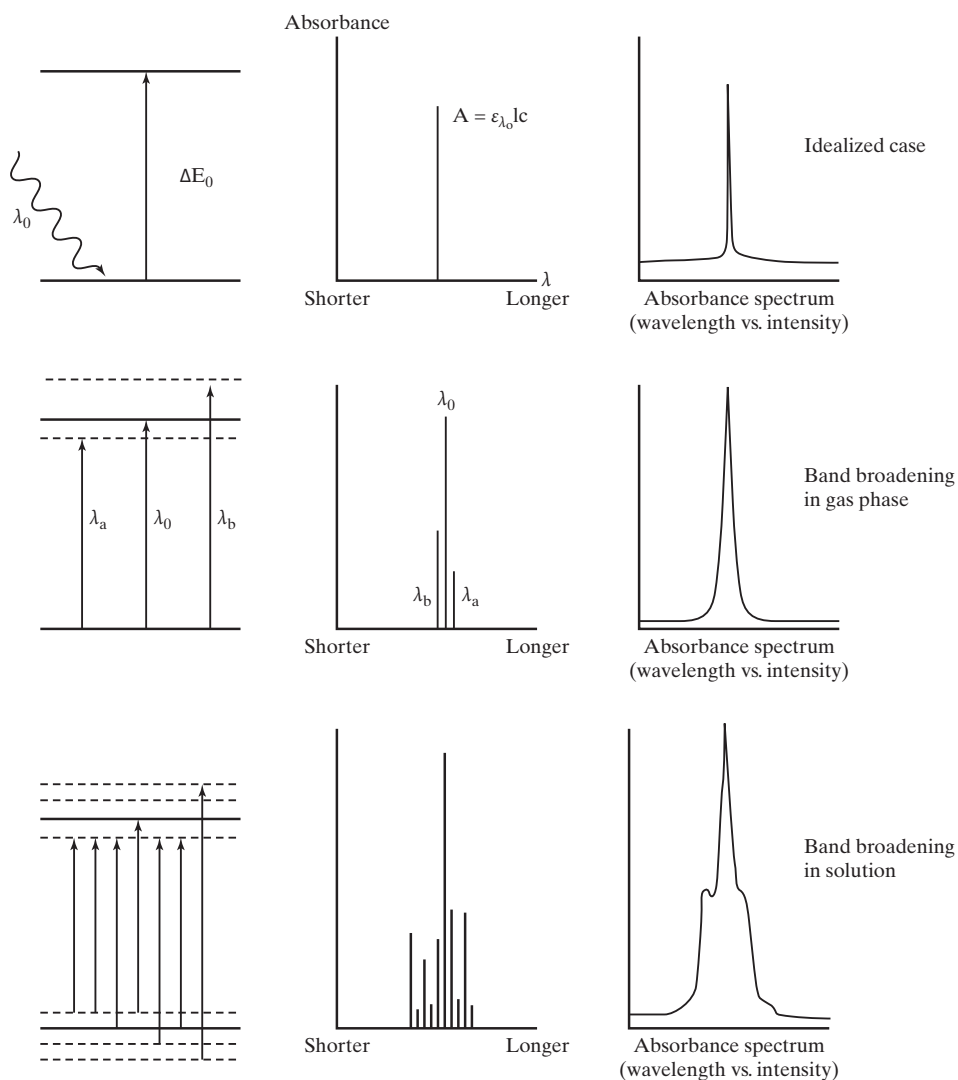 Absorbance
A = ελₒlc
ΔE₀
λ₀
λ
Shorter
Longer
Idealized case
Absorbance spectrum
(wavelength vs. intensity)
λₐ
λ₀
λb
λ₀
λb
λₐ
Shorter
Longer
Band broadening
in gas phase
Absorbance spectrum
(wavelength vs. intensity)
Shorter
Longer
Band broadening
in solution
Absorbance spectrum
(wavelength vs. intensity)